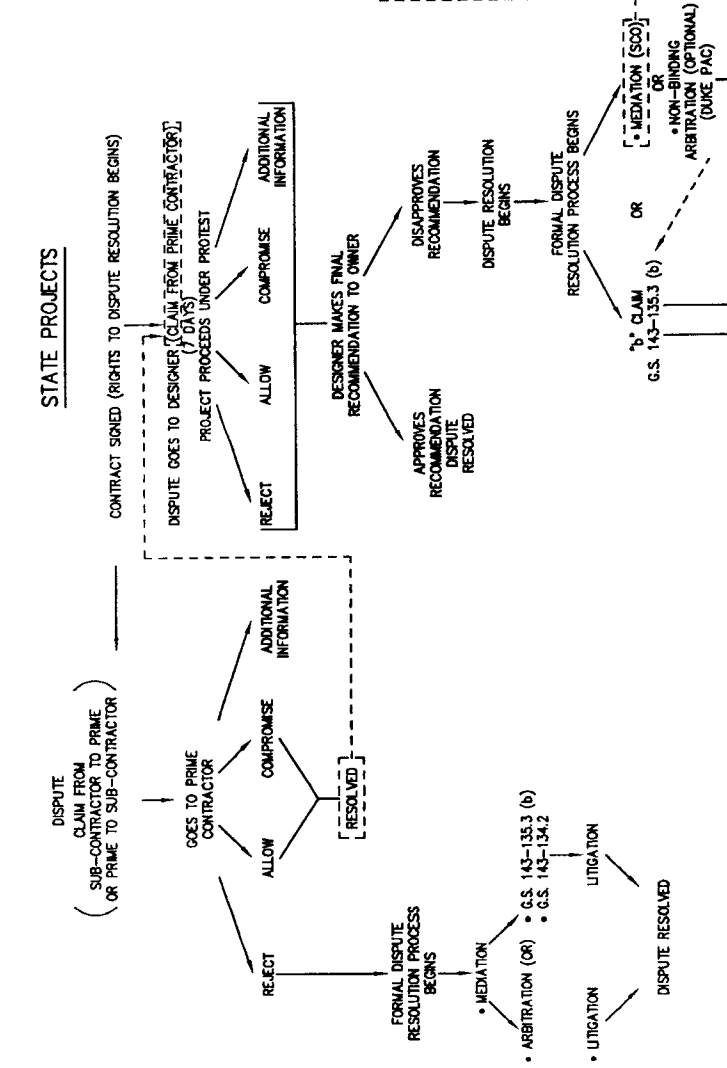 STATE PROJECTS
CONTRACT SIGNED (RIGHTS TO DISPUTE RESOLUTION BEGINS)
DISPUTE GOES TO DESIGNER (CLAIM FROM PRIME CONTRACTOR)
(7 DAYS)
PROJECT PROCEEDS UNDER PROTEST
REJECT
ALLOW
COMPROMISE
ADDITIONAL
INFORMATION
DESIGNER MAKES FINAL
RECOMMENDATION TO OWNER
APPROVES
RECOMMENDATION
DISPUTE
RESOLVED
DISAPPROVES
RECOMMENDATION
DISPUTE RESOLUTION
BEGINS
FORMAL DISPUTE
RESOLUTION PROCESS BEGINS
"b" CLAIM
G.S. 143-135.3 (b)
OR
• MEDIATION (SCO)
OR
• NON-BINDING
ARBITRATION (OPTIONAL)
(DUKE PAC)
DISPUTE
CLAIM FROM
SUB-CONTRACTOR TO PRIME
OR PRIME TO SUB-CONTRACTOR
GOES TO PRIME
CONTRACTOR
REJECT
ALLOW
COMPROMISE
ADDITIONAL
INFORMATION
RESOLVED
FORMAL DISPUTE
RESOLUTION PROCESS
BEGINS
• MEDIATION
• ARBITRATION (OR)
• G.S. 143-135.3 (b)
• G.S. 143-134.2
• LITIGATION
LITIGATION
DISPUTE RESOLVED